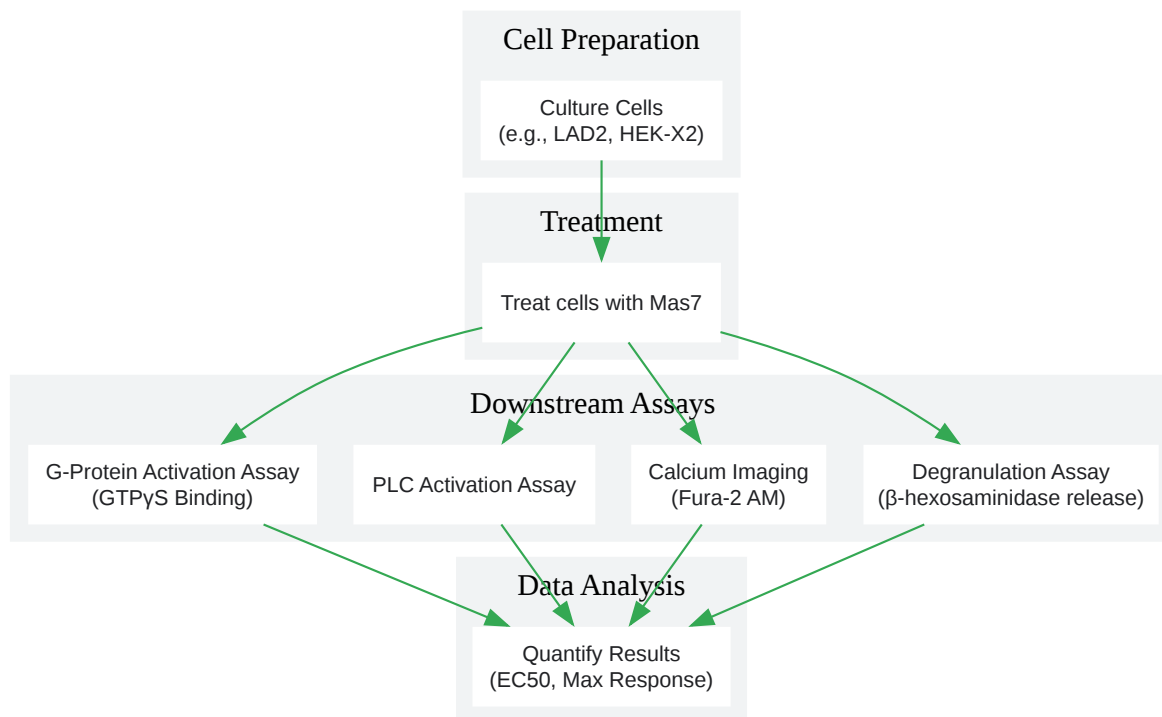 Cell Preparation
Culture Cells
(e.g., LAD2, HEK-X2)
Treatment
Treat cells with Mas7
Downstream Assays
G-Protein Activation Assay
(GTPγS Binding)
PLC Activation Assay
Calcium Imaging
(Fura-2 AM)
Degranulation Assay
(β-hexosaminidase release)
Data Analysis
Quantify Results
(EC50, Max Response)